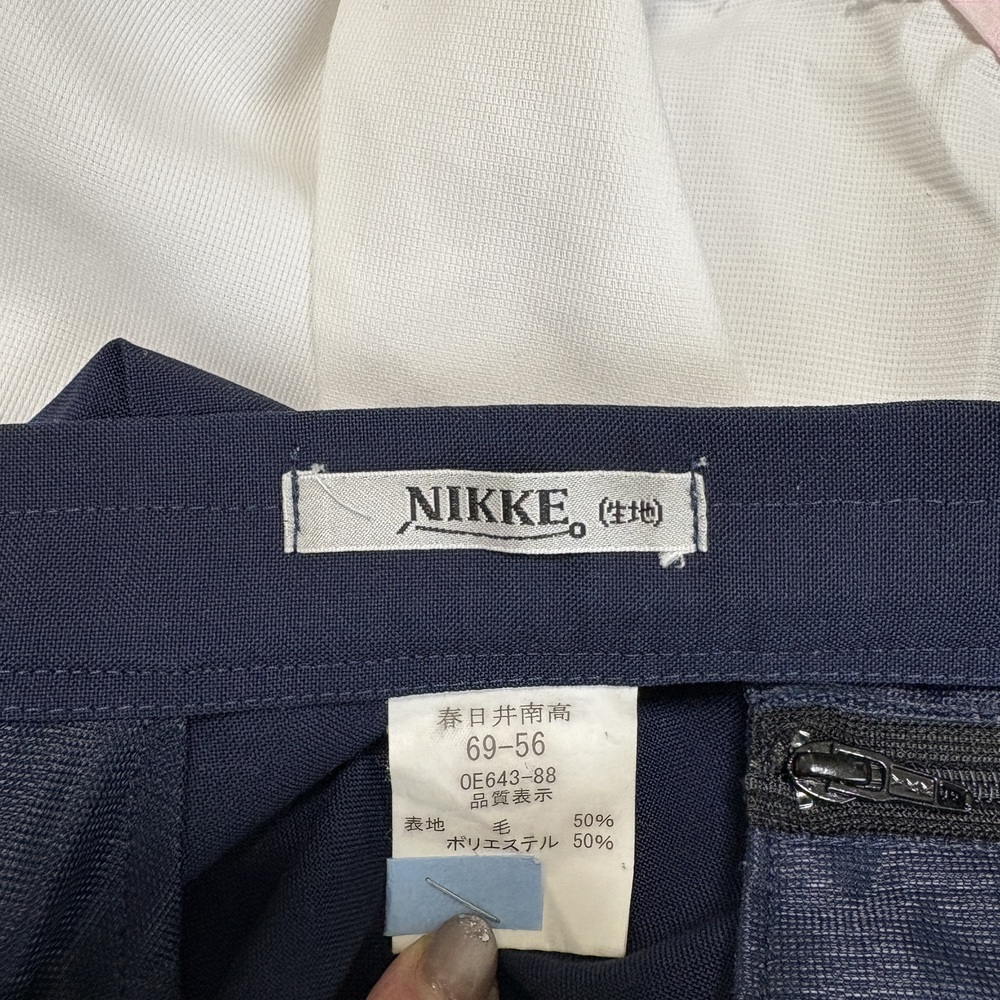 NIKKE. (生地)
春日井南高
69-56
OE643-88
品質表示
表地 毛 50%
ポリエステル 50%